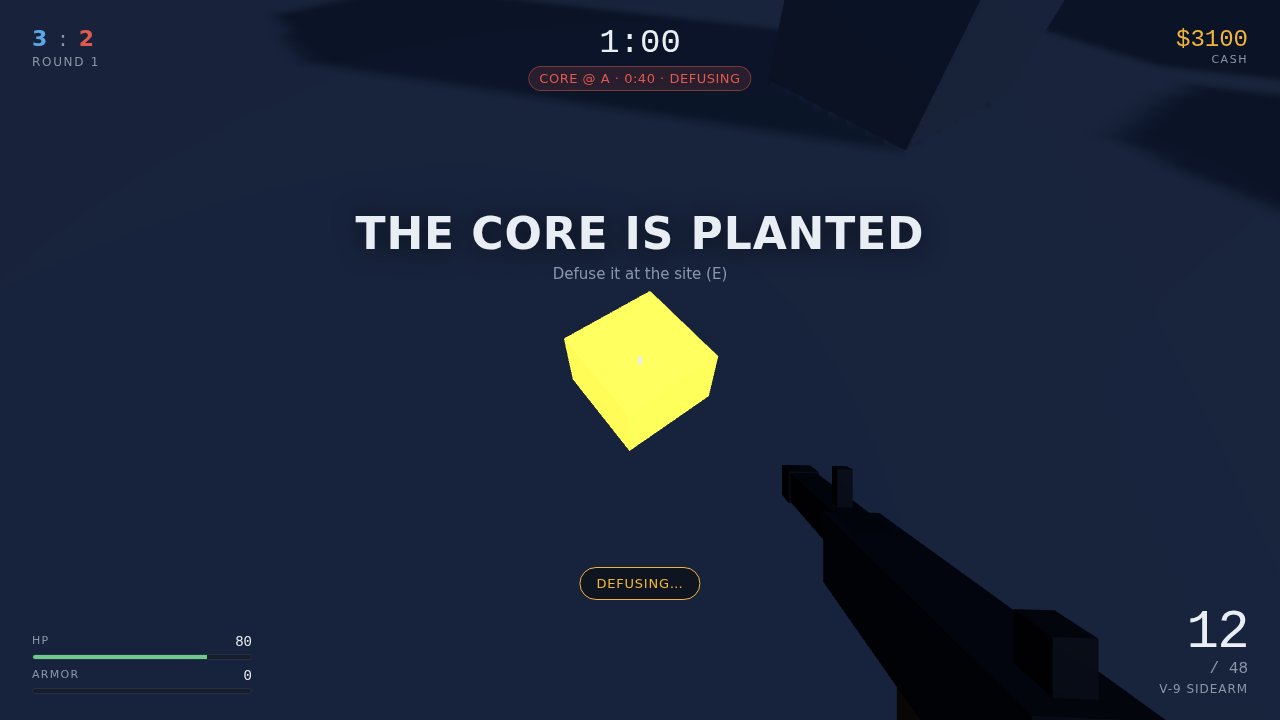 3 : 2
ROUND 1
1:00
CORE @ A · 0:40 · DEFUSING
$3100
CASH
THE CORE IS PLANTED
Defuse it at the site (E)
DEFUSING…
HP 80
ARMOR 0
12
/ 48
V-9 SIDEARM